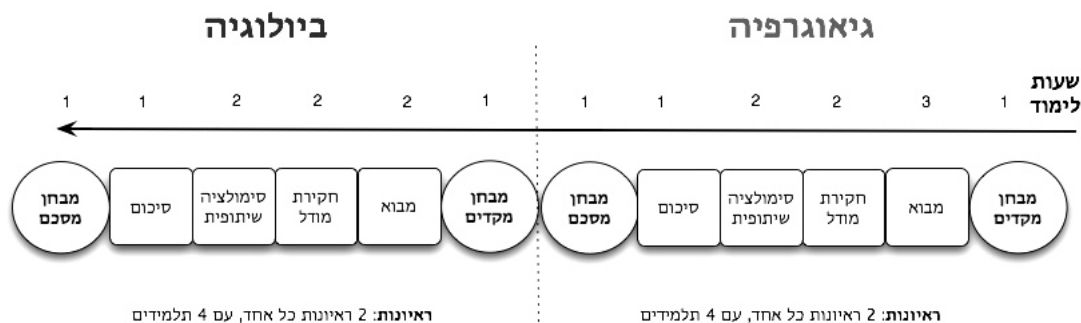 גיאוגרפיה
ביולוגיה
שעות
לימוד
1 3 2 2 1 1 1 2 2 2 1 1
מבחן
מקדים
מבוא
חקירת
מודל
סימולציה
שיתופית
סיכום
מבחן
מסכם
מבחן
מקדים
מבוא
חקירת
מודל
סימולציה
שיתופית
סיכום
מבחן
מסכם
ראיונות: 2 ראיונות כל אחד, עם 4 תלמידים
ראיונות: 2 ראיונות כל אחד, עם 4 תלמידים